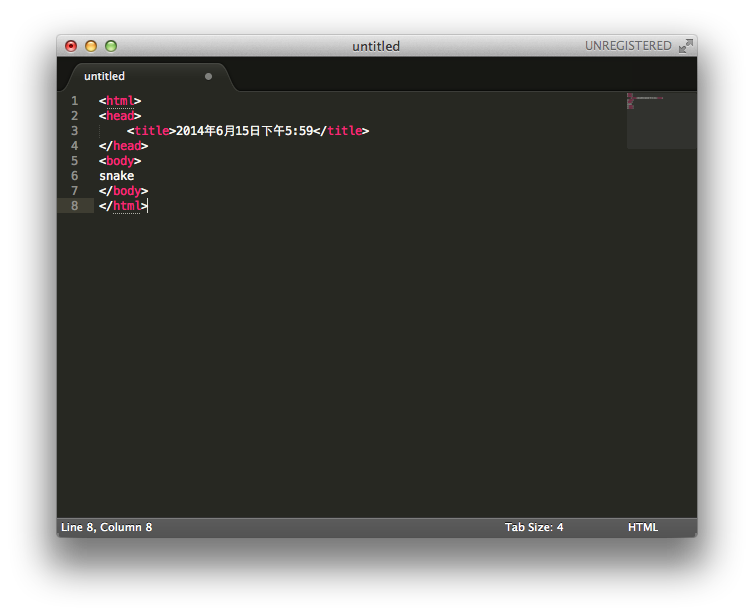 untitled
UNREGISTERED
untitled
1 <html>
2 <head>
3     <title>2014年6月15日下午5:59</title>
4 </head>
5 <body>
6 snake
7 </body>
8 </html>
Line 8, Column 8
Tab Size: 4
HTML